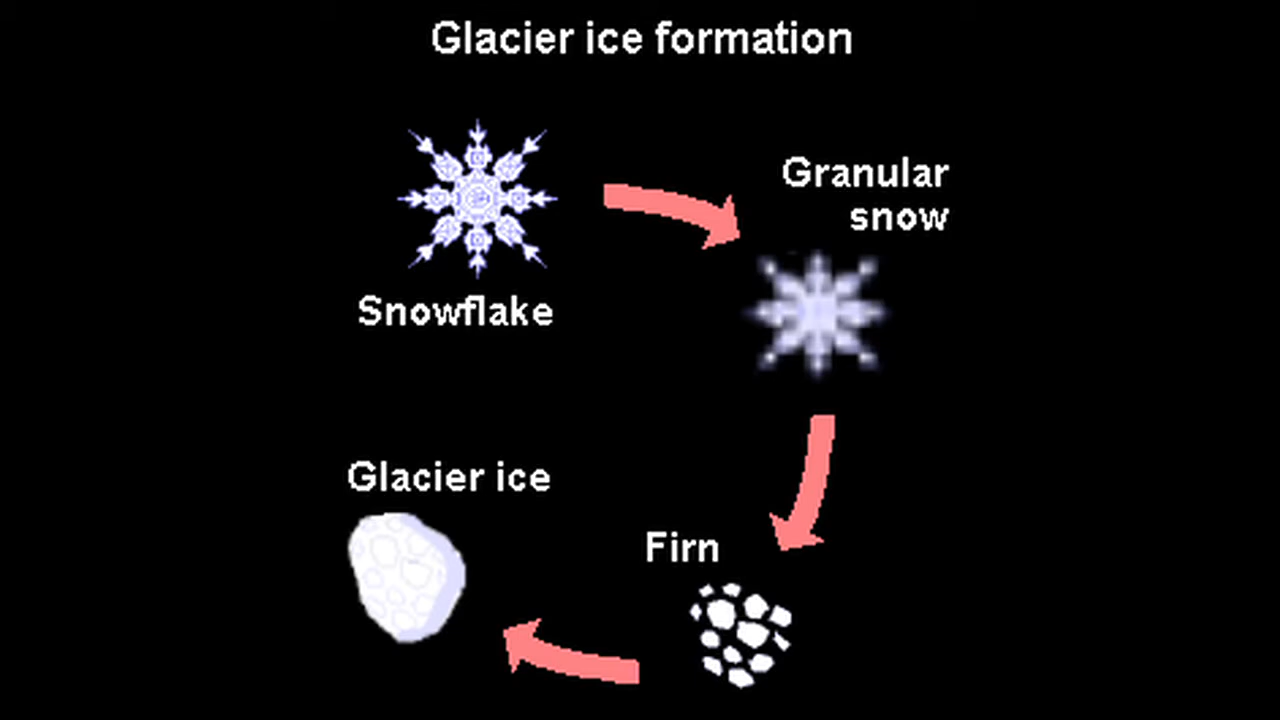 Glacier ice formation
Granular
snow
Snowflake
Glacier ice
Firn